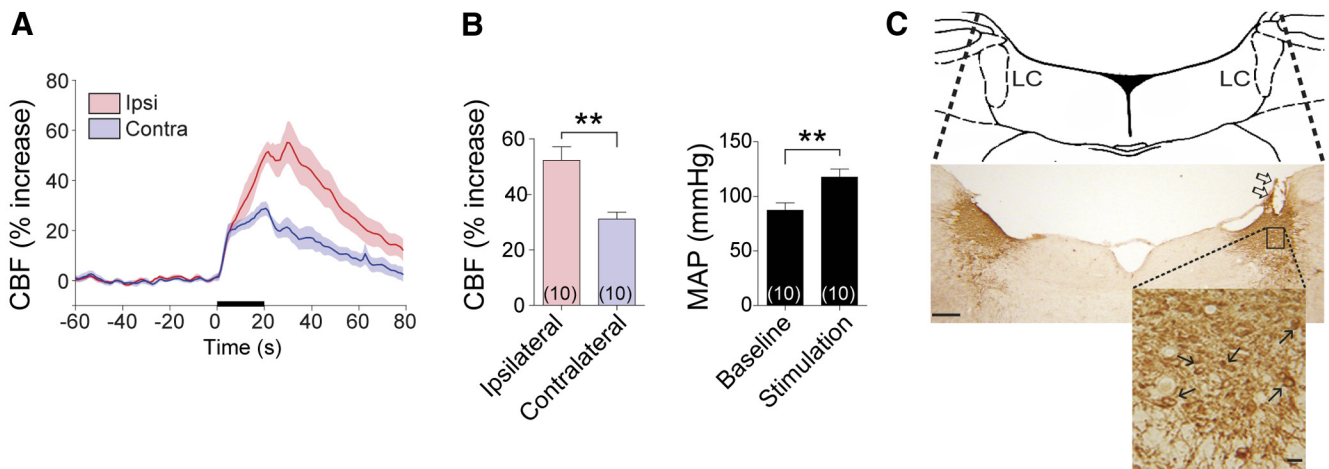 A
CBF (% increase)
80
60
40
20
0
Ipsi
Contra
-60 -40 -20 0 20 40 60 80
Time (s)
B
CBF (% increase)
60
40
20
0
**
(10) (10)
Ipsilateral
Contralateral
MAP (mmHg)
150
100
50
0
**
(10) (10)
Baseline
Stimulation
C
LC LC